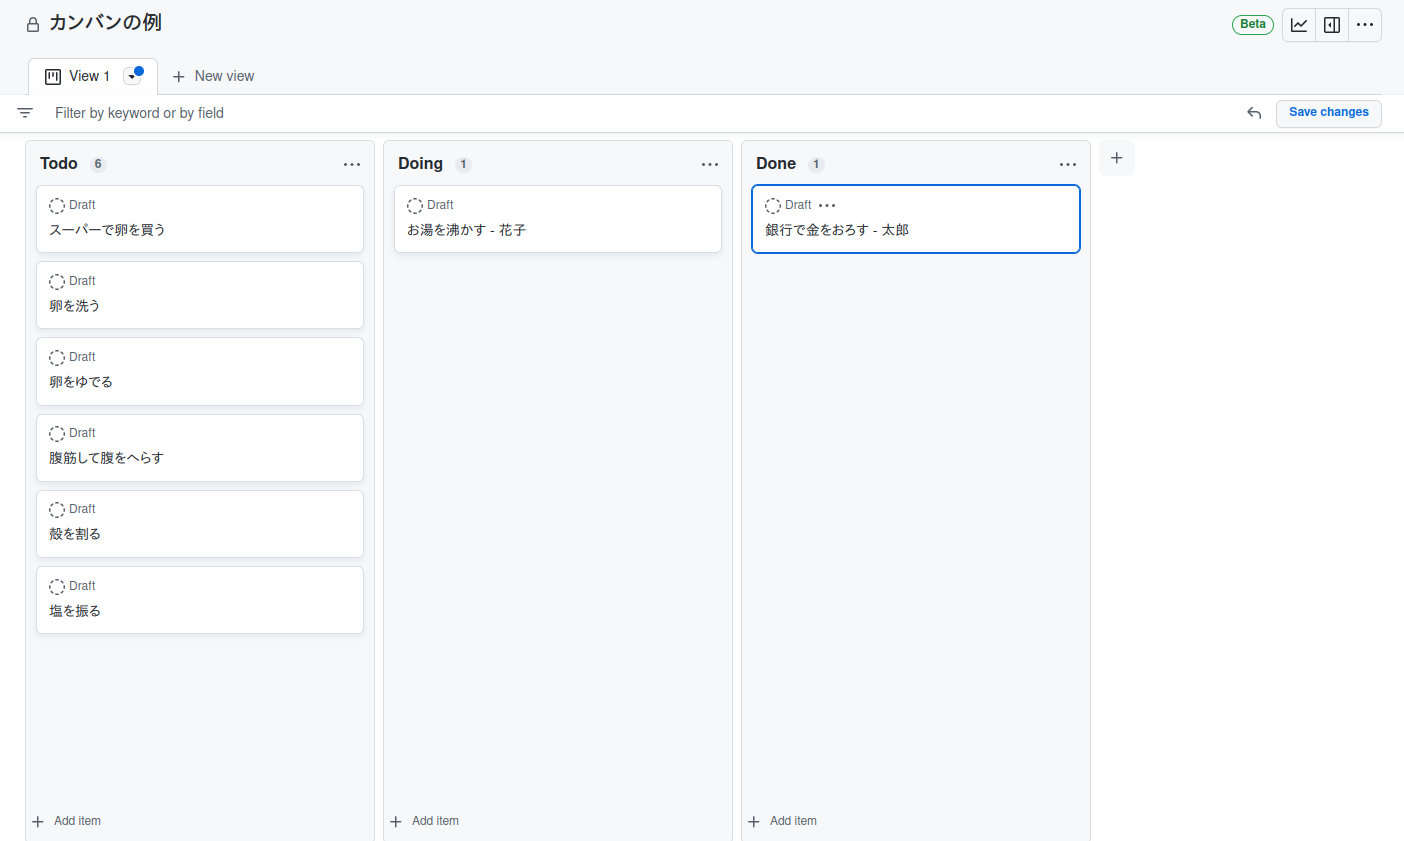 カンバンの例
Beta
View 1
New view
Filter by keyword or by field
Save changes
Todo 6
Draft
スーパーで卵を買う
Draft
卵を洗う
Draft
卵をゆでる
Draft
腹筋して腹をへらす
Draft
殻を割る
Draft
塩を振る
Add item
Doing 1
Draft
お湯を沸かす - 花子
Add item
Done 1
Draft
銀行で金をおろす - 太郎
Add item